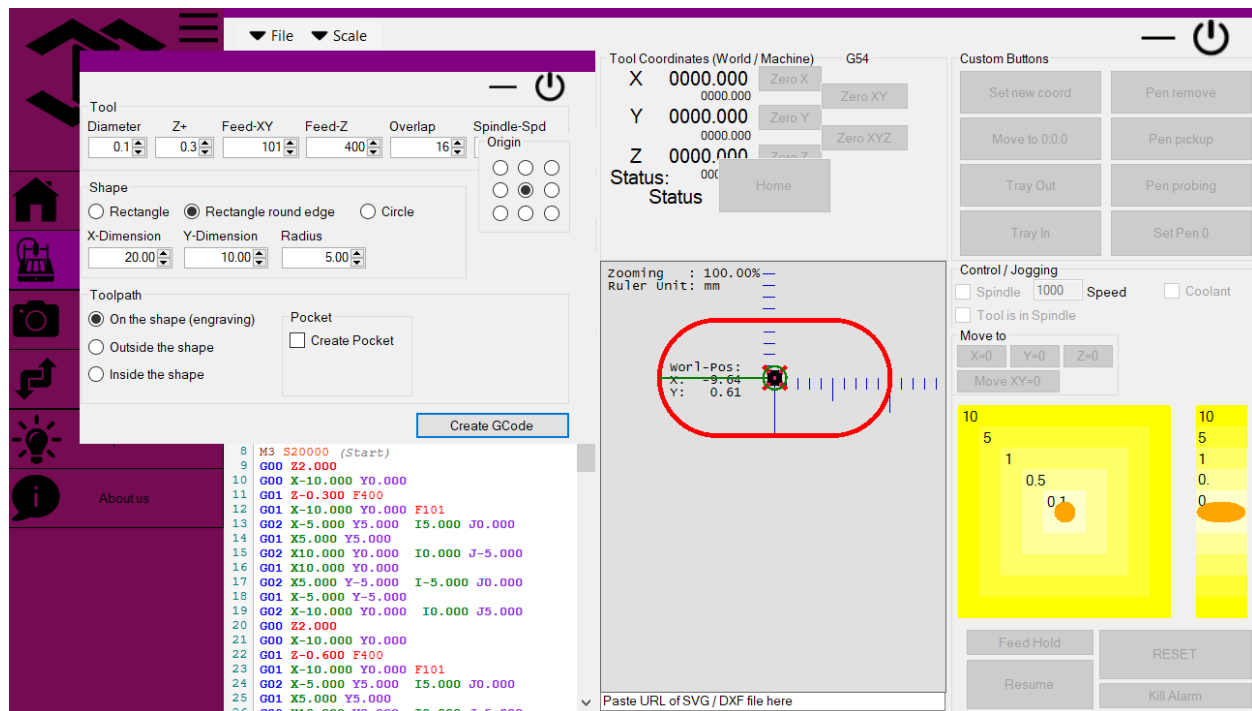 File Scale
Tool
Diameter Z+ Feed-XY Feed-Z Overlap Spindle-Spd
0.1 0.3 101 400 16
Origin
Shape
Rectangle Rectangle round edge Circle
X-Dimension Y-Dimension Radius
20.00 10.00 5.00
Toolpath
On the shape (engraving)
Outside the shape
Inside the shape
Pocket
Create Pocket
Create GCode
About us
8 M3 S20000 (Start)
9 G00 Z2.000
10 G00 X-10.000 Y0.000
11 G01 Z-0.300 F400
12 G01 X-10.000 Y0.000 F101
13 G02 X-5.000 Y5.000 I5.000 J0.000
14 G01 X5.000 Y5.000
15 G02 X10.000 Y0.000 I0.000 J-5.000
16 G01 X10.000 Y0.000
17 G02 X5.000 Y-5.000 I-5.000 J0.000
18 G01 X-5.000 Y-5.000
19 G02 X-10.000 Y0.000 I0.000 J5.000
20 G00 Z2.000
21 G00 X-10.000 Y0.000
22 G01 Z-0.600 F400
23 G01 X-10.000 Y0.000 F101
24 G02 X-5.000 Y5.000 I5.000 J0.000
25 G01 X5.000 Y5.000
Tool Coordinates (World / Machine) G54
X 0000.000 Zero X
0000.000
Zero XY
Y 0000.000 Zero Y
0000.000
Zero XYZ
Z 0000.000 Zero Z
Status:
Status
Home
Zooming : 100.00%
Ruler Unit: mm
Worl-Pos:
X: -9.64
Y: 0.61
Paste URL of SVG / DXF file here
Custom Buttons
Set new coord Pen remove
Move to 0;0;0 Pen pickup
Tray Out Pen probing
Tray In Set Pen 0
Control / Jogging
Spindle 1000 Speed Coolant
Tool is in Spindle
Move to
X=0 Y=0 Z=0
Move XY=0
10
5
1
0.5
0.1
10
5
1
0.
0
Feed Hold
RESET
Resume
Kill Alarm